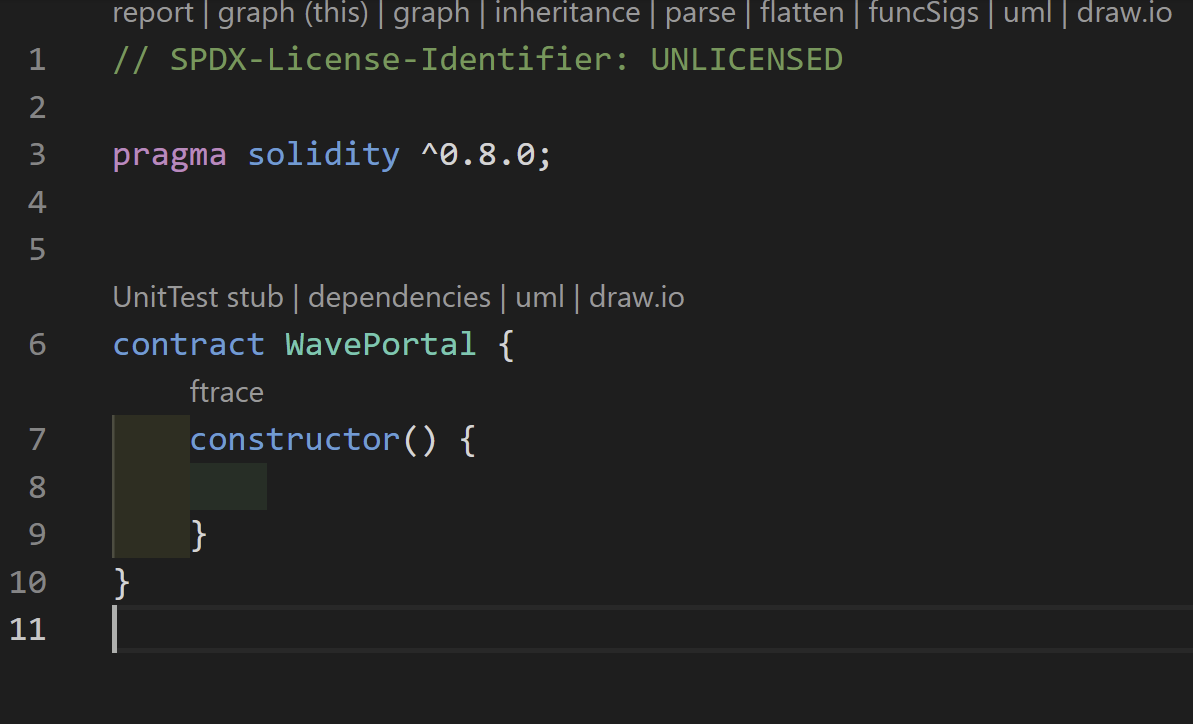 report | graph (this) | graph | inheritance | parse | flatten | funcSigs | uml | draw.io
1 // SPDX-License-Identifier: UNLICENSED
2
3 pragma solidity ^0.8.0;
4
5
UnitTest stub | dependencies | uml | draw.io
6 contract WavePortal {
ftrace
7 constructor() {
8
9 }
10 }
11